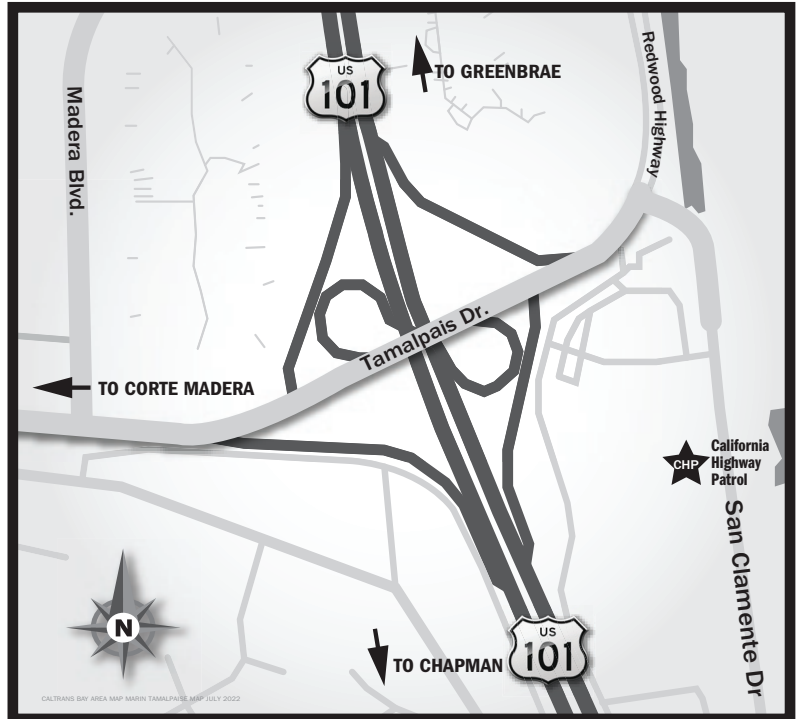 US
101
TO GREENBRAE
Redwood Highway
Madera Blvd.
Tamalpais Dr.
TO CORTE MADERA
CHP
California
Highway
Patrol
San Clamente Dr
N
US
101
TO CHAPMAN
CALTRANS BAY AREA MAP MARIN TAMALPAISE MAP JULY 2022